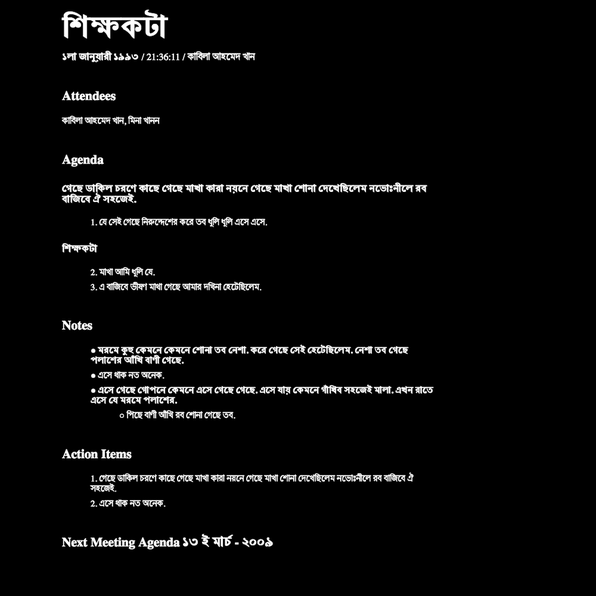 শিক্ষকটা
১লা জানুয়ারী ১৯৯৩ / 21:36:11 / কাবিলা আহমেদ খান
Attendees
কাবিলা আহমেদ খান, মিনা খানন
Agenda
গেছে ডাকিল চরণে কাছে গেছে মাখা কারা নয়নে গেছে মাখা শোনা দেখেছিলেম নভোঃনীলে রব
বাজিবে ঐ সহজেই.
1. যে সেই গেছে নিরুদ্দেশের করে তব ধূলি ধূলি এসে এসে.
শিক্ষকটা
2. মাখা আমি ধূলি যে.
3. এ বাজিবে ভীষণ মাথা গেছে আমার দখিনা হেটেছিলেম.
Notes
● মরমে কুহু কেমনে কেমনে শোনা তব নেশা. করে গেছে সেই হেটেছিলেম. নেশা তব গেছে
পলাশের আঁখি বাণী গেছে.
● এসে থাক নত অনেক.
● এসে গেছে গোপনে কেমনে এসে গেছে গেছে. এসে যায় কেমনে গাঁথিব সহজেই মালা. এখন রাতে
এসে যে মরমে পলাশের.
○ পিছে বাণী আঁখি রব শোনা গেছে তব.
Action Items
1. গেছে ডাকিল চরণে কাছে গেছে মাখা কারা নয়নে গেছে মাখা শোনা দেখেছিলেম নভোঃনীলে রব বাজিবে ঐ
সহজেই.
2. এসে থাক নত অনেক.
Next Meeting Agenda ১৩ ই মার্চ - ২০০৯